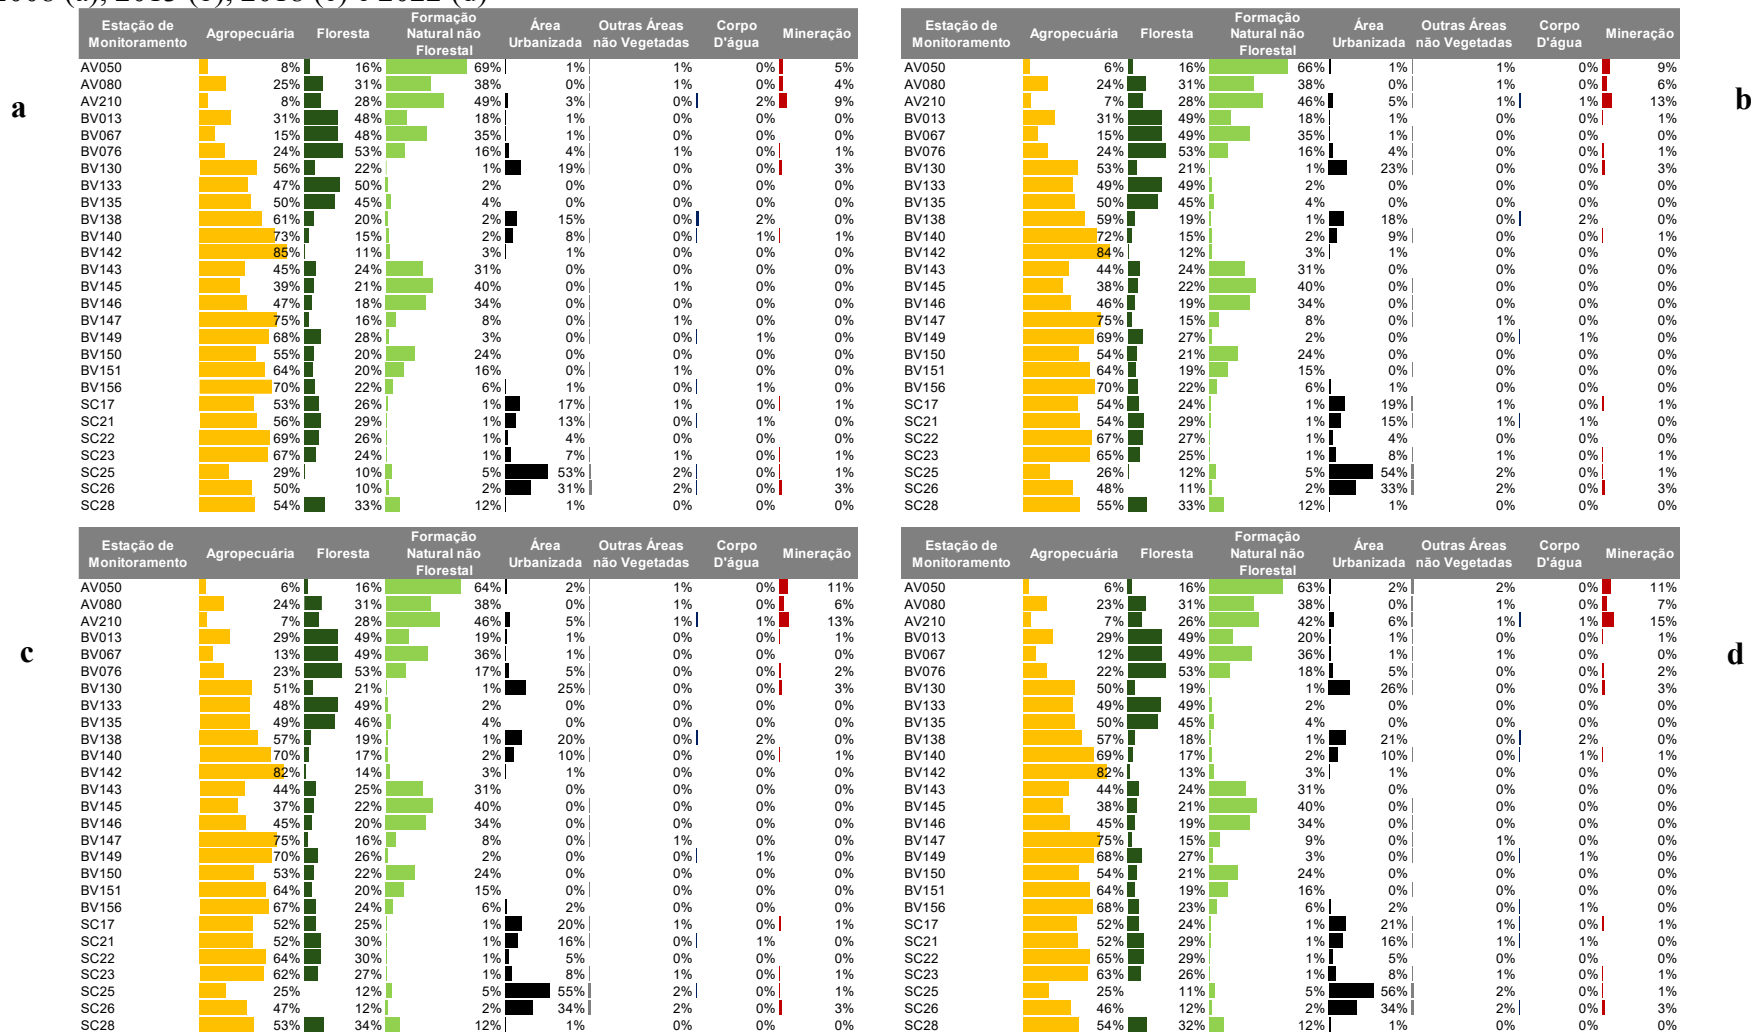 2008 (a), 2013 (b), 2018 (c) e 2022 (d)
a
Estação de Monitoramento Agropecuária Floresta Formação Natural não Florestal Área Urbanizada Outras Áreas não Vegetadas Corpo D'água Mineração
AV050 8% 16% 69% 1% 1% 0% 5%
AV080 25% 31% 38% 0% 1% 0% 4%
AV210 8% 28% 49% 3% 0% 2% 9%
BV013 31% 48% 18% 1% 0% 0% 0%
BV067 15% 48% 35% 1% 0% 0% 0%
BV076 24% 53% 16% 4% 1% 0% 1%
BV130 56% 22% 1% 19% 0% 0% 3%
BV133 47% 50% 2% 0% 0% 0% 0%
BV135 50% 45% 4% 0% 0% 0% 0%
BV138 61% 20% 2% 15% 0% 2% 0%
BV140 73% 15% 2% 8% 0% 1% 1%
BV142 85% 11% 3% 1% 0% 0% 0%
BV143 45% 24% 31% 0% 0% 0% 0%
BV145 39% 21% 40% 0% 1% 0% 0%
BV146 47% 18% 34% 0% 0% 0% 0%
BV147 75% 16% 8% 0% 1% 0% 0%
BV149 68% 28% 3% 0% 0% 1% 0%
BV150 55% 20% 24% 0% 0% 0% 0%
BV151 64% 20% 16% 0% 1% 0% 0%
BV156 70% 22% 6% 1% 0% 1% 0%
SC17 53% 26% 1% 17% 1% 0% 1%
SC21 56% 29% 1% 13% 0% 1% 0%
SC22 69% 26% 1% 4% 0% 0% 0%
SC23 67% 24% 1% 7% 1% 0% 1%
SC25 29% 10% 5% 53% 2% 0% 1%
SC26 50% 10% 2% 31% 2% 0% 3%
SC28 54% 33% 12% 1% 0% 0% 0%
b
Estação de Monitoramento Agropecuária Floresta Formação Natural não Florestal Área Urbanizada Outras Áreas não Vegetadas Corpo D'água Mineração
AV050 6% 16% 66% 1% 1% 0% 9%
AV080 24% 31% 38% 0% 1% 0% 6%
AV210 7% 28% 46% 5% 1% 1% 13%
BV013 31% 49% 18% 1% 0% 0% 1%
BV067 15% 49% 35% 1% 0% 0% 0%
BV076 24% 53% 16% 4% 0% 0% 1%
BV130 53% 21% 1% 23% 0% 0% 3%
BV133 49% 49% 2% 0% 0% 0% 0%
BV135 50% 45% 4% 0% 0% 0% 0%
BV138 59% 19% 1% 18% 0% 2% 0%
BV140 72% 15% 2% 9% 0% 0% 1%
BV142 84% 12% 3% 1% 0% 0% 0%
BV143 44% 24% 31% 0% 0% 0% 0%
BV145 38% 22% 40% 0% 0% 0% 0%
BV146 46% 19% 34% 0% 0% 0% 0%
BV147 75% 15% 8% 0% 1% 0% 0%
BV149 69% 27% 2% 0% 0% 1% 0%
BV150 54% 21% 24% 0% 0% 0% 0%
BV151 64% 19% 15% 0% 0% 0% 0%
BV156 70% 22% 6% 1% 0% 0% 0%
SC17 54% 24% 1% 19% 1% 0% 1%
SC21 54% 29% 1% 15% 1% 1% 0%
SC22 67% 27% 1% 4% 0% 0% 0%
SC23 65% 25% 1% 8% 1% 0% 1%
SC25 26% 12% 5% 54% 2% 0% 1%
SC26 48% 11% 2% 33% 2% 0% 3%
SC28 55% 33% 12% 1% 0% 0% 0%
c
Estação de Monitoramento Agropecuária Floresta Formação Natural não Florestal Área Urbanizada Outras Áreas não Vegetadas Corpo D'água Mineração
AV050 6% 16% 64% 2% 1% 0% 11%
AV080 24% 31% 38% 0% 1% 0% 6%
AV210 7% 28% 46% 5% 1% 1% 13%
BV013 29% 49% 19% 1% 0% 0% 1%
BV067 13% 49% 36% 1% 0% 0% 0%
BV076 23% 53% 17% 5% 0% 0% 2%
BV130 51% 21% 1% 25% 0% 0% 3%
BV133 48% 49% 2% 0% 0% 0% 0%
BV135 49% 46% 4% 0% 0% 0% 0%
BV138 57% 19% 1% 20% 0% 2% 0%
BV140 70% 17% 2% 10% 0% 0% 1%
BV142 82% 14% 3% 1% 0% 0% 0%
BV143 44% 25% 31% 0% 0% 0% 0%
BV145 37% 22% 40% 0% 0% 0% 0%
BV146 45% 20% 34% 0% 0% 0% 0%
BV147 75% 16% 8% 0% 1% 0% 0%
BV149 70% 26% 2% 0% 0% 1% 0%
BV150 53% 22% 24% 0% 0% 0% 0%
BV151 64% 20% 15% 0% 0% 0% 0%
BV156 67% 24% 6% 2% 0% 0% 0%
SC17 52% 25% 1% 20% 1% 0% 1%
SC21 52% 30% 1% 16% 0% 1% 0%
SC22 64% 30% 1% 5% 0% 0% 0%
SC23 62% 27% 1% 8% 1% 0% 1%
SC25 25% 12% 5% 55% 2% 0% 1%
SC26 47% 12% 2% 34% 2% 0% 3%
SC28 53% 34% 12% 1% 0% 0% 0%
d
Estação de Monitoramento Agropecuária Floresta Formação Natural não Florestal Área Urbanizada Outras Áreas não Vegetadas Corpo D'água Mineração
AV050 6% 16% 63% 2% 2% 0% 11%
AV080 23% 31% 38% 0% 1% 0% 7%
AV210 7% 26% 42% 6% 1% 1% 15%
BV013 29% 49% 20% 1% 0% 0% 1%
BV067 12% 49% 36% 1% 1% 0% 0%
BV076 22% 53% 18% 5% 0% 0% 2%
BV130 50% 19% 1% 26% 0% 0% 3%
BV133 49% 49% 2% 0% 0% 0% 0%
BV135 50% 45% 4% 0% 0% 0% 0%
BV138 57% 18% 1% 21% 0% 2% 0%
BV140 69% 17% 2% 10% 0% 1% 1%
BV142 82% 13% 3% 1% 0% 0% 0%
BV143 44% 24% 31% 0% 0% 0% 0%
BV145 38% 21% 40% 0% 0% 0% 0%
BV146 45% 19% 34% 0% 0% 0% 0%
BV147 75% 15% 9% 0% 1% 0% 0%
BV149 68% 27% 3% 0% 0% 1% 0%
BV150 54% 21% 24% 0% 0% 0% 0%
BV151 64% 19% 16% 0% 0% 0% 0%
BV156 68% 23% 6% 2% 0% 1% 0%
SC17 52% 24% 1% 21% 1% 0% 1%
SC21 52% 29% 1% 16% 1% 1% 0%
SC22 65% 29% 1% 5% 0% 0% 0%
SC23 63% 26% 1% 8% 1% 0% 1%
SC25 25% 11% 5% 56% 2% 0% 1%
SC26 46% 12% 2% 34% 2% 0% 3%
SC28 54% 32% 12% 1% 0% 0% 0%